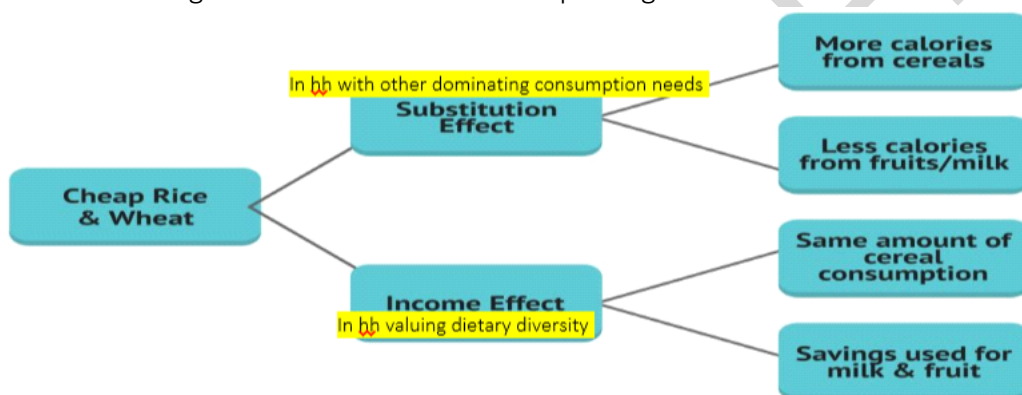 More calories
from cereals
In hh with other dominating consumption needs
Substitution
Effect
Less calories
from fruits/milk
Cheap Rice
& Wheat
Same amount of
cereal
consumption
Income Effect
In hh valuing dietary diversity
Savings used for
milk & fruit